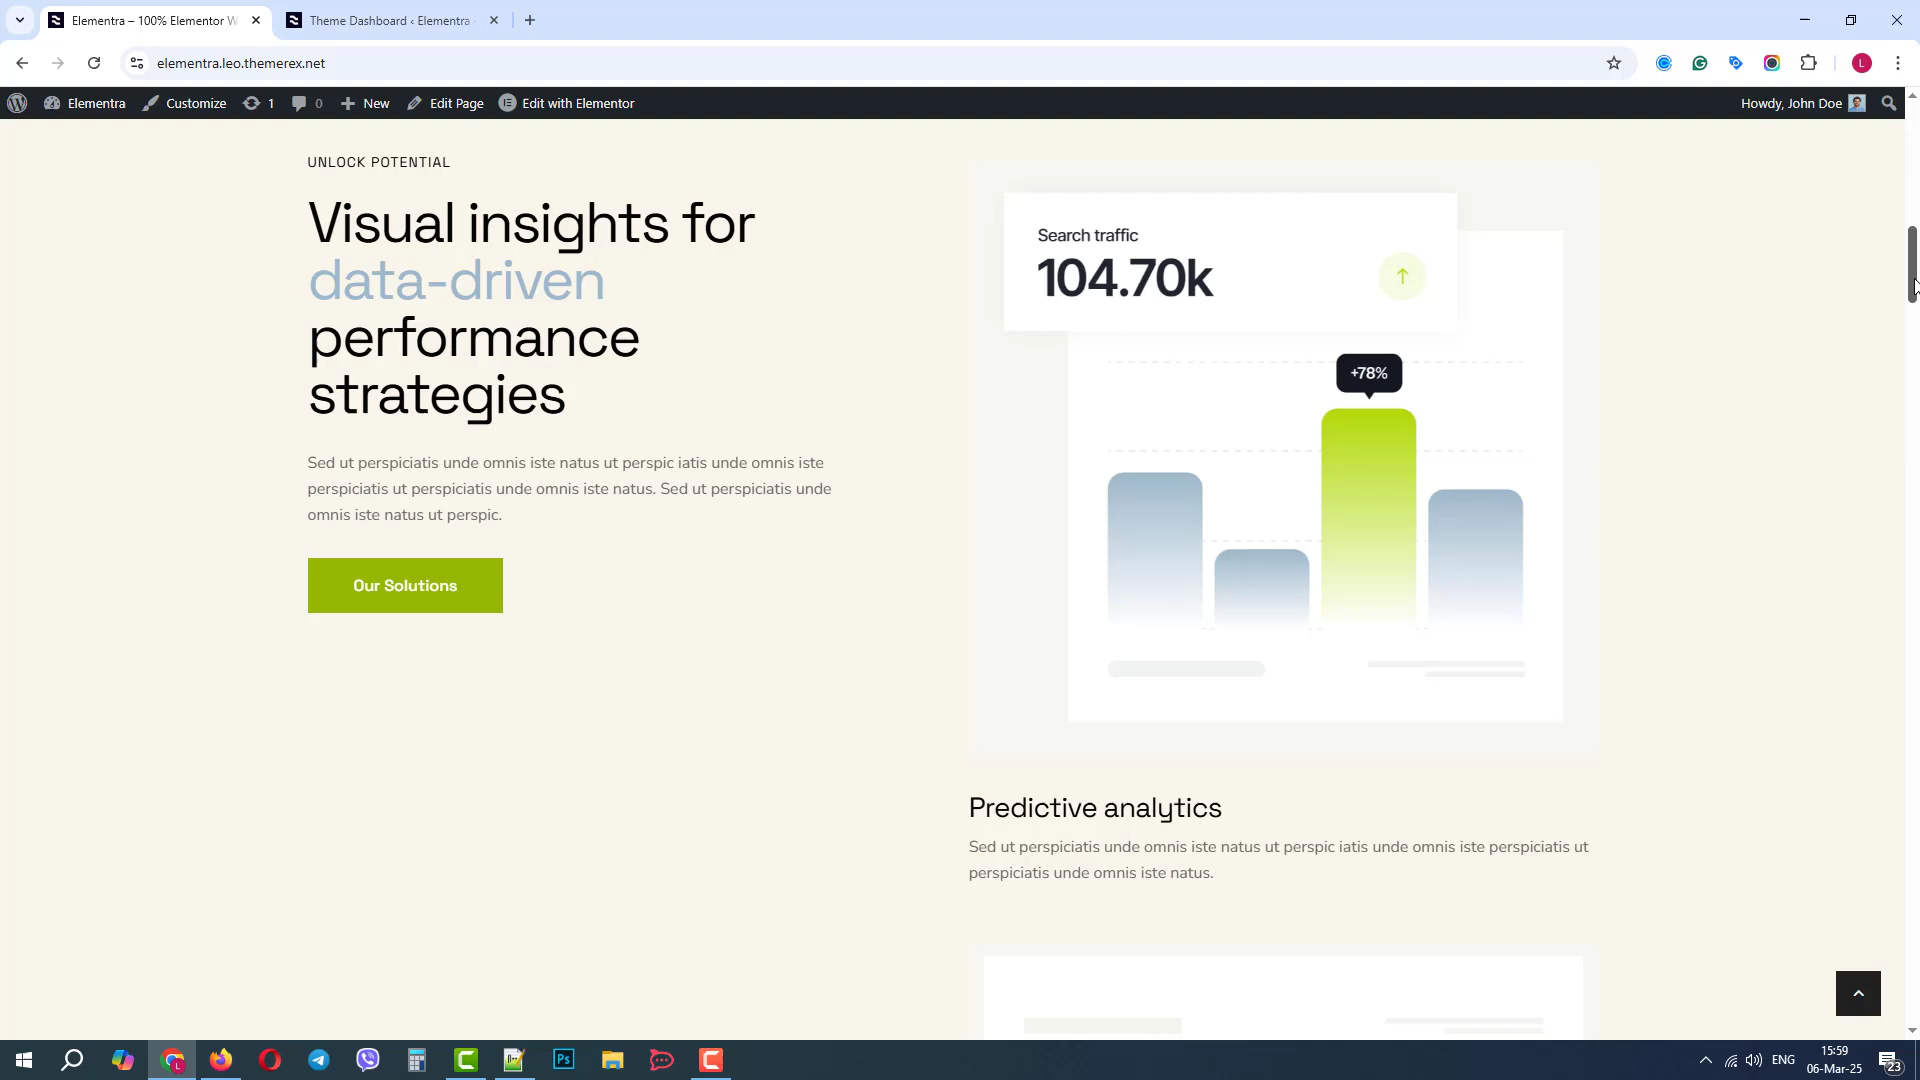 Elementra – 100% Elementor W
Theme Dashboard ‹ Elementra
elementra.leo.themerex.net
L
Elementra
Customize
1
0
New
Edit Page
Edit with Elementor
Howdy, John Doe
UNLOCK POTENTIAL
Visual insights for
data-driven
performance
strategies
Sed ut perspiciatis unde omnis iste natus ut perspic iatis unde omnis iste
perspiciatis ut perspiciatis unde omnis iste natus. Sed ut perspiciatis unde
omnis iste natus ut perspic.
Our Solutions
Search traffic
104.70k
+78%
Predictive analytics
Sed ut perspiciatis unde omnis iste natus ut perspic iatis unde omnis iste perspiciatis ut
perspiciatis unde omnis iste natus.
L
Ps
ENG
15:59
06-Mar-25
23